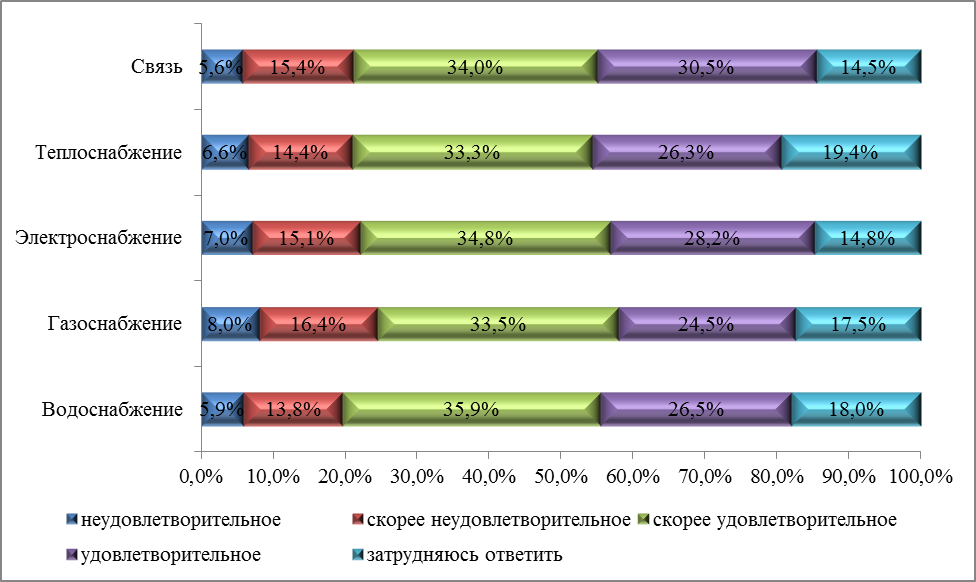 Связь 5,6% 15,4% 34,0% 30,5% 14,5%
Теплоснабжение 6,6% 14,4% 33,3% 26,3% 19,4%
Электроснабжение 7,0% 15,1% 34,8% 28,2% 14,8%
Газоснабжение 8,0% 16,4% 33,5% 24,5% 17,5%
Водоснабжение 5,9% 13,8% 35,9% 26,5% 18,0%
0,0% 10,0% 20,0% 30,0% 40,0% 50,0% 60,0% 70,0% 80,0% 90,0% 100,0%
неудовлетворительное скорее неудовлетворительное скорее удовлетворительное
удовлетворительное затрудняюсь ответить